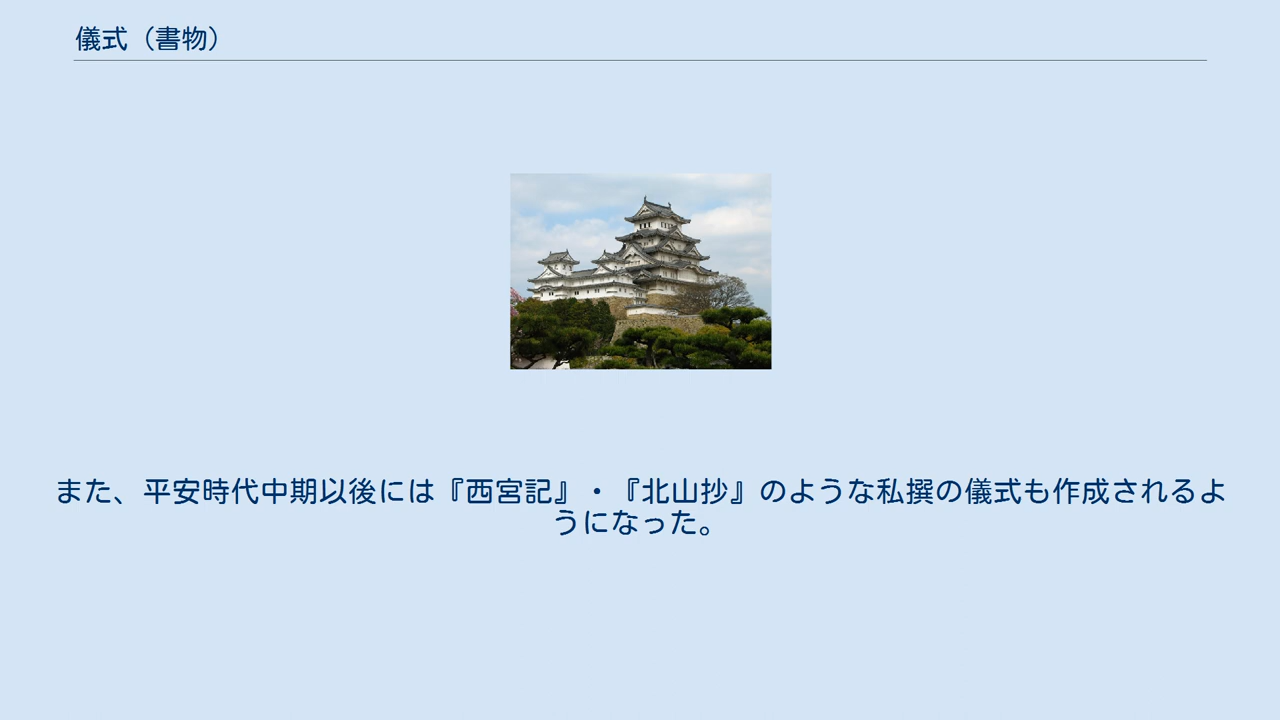 儀式（書物）
また、平安時代中期以後には『西宮記』・『北山抄』のような私撰の儀式も作成されるよ
うになった。